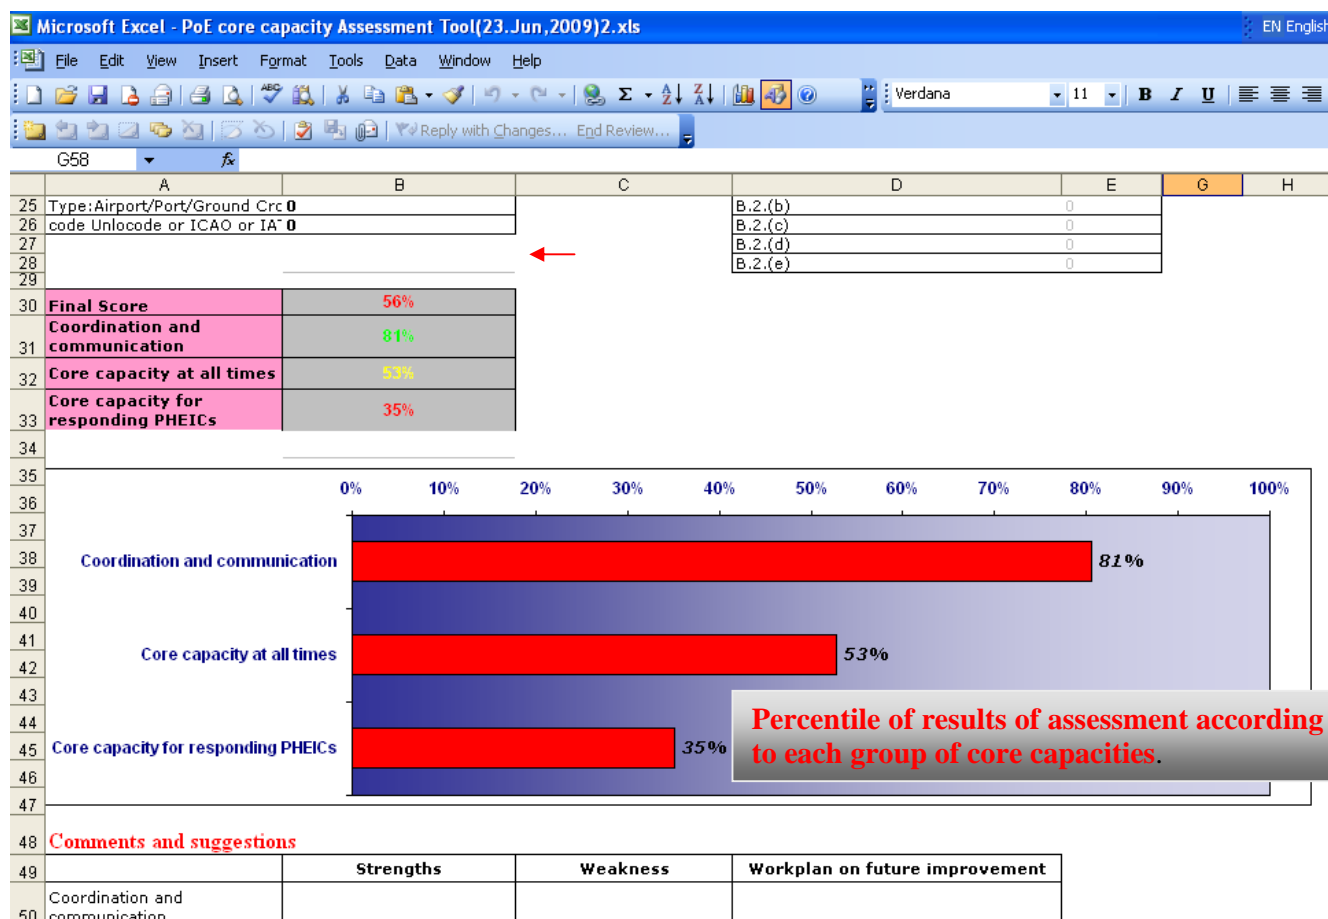 Microsoft Excel - PoE core capacity Assessment Tool(23.Jun,2009)2.xls
EN English
File Edit View Insert Format Tools Data Window Help
Verdana 11 B I U
Reply with Changes... End Review...
G58 fx
A B C D E G H
25 Type:Airport/Port/Ground Crc 0 B.2.(b) 0
26 code Unlocode or ICAO or IAT 0 B.2.(c) 0
27 B.2.(d) 0
28 B.2.(e) 0
29
30 Final Score 56%
Coordination and
31 communication 81%
32 Core capacity at all times 53%
Core capacity for
33 responding PHEICs 35%
34
35
0% 10% 20% 30% 40% 50% 60% 70% 80% 90% 100%
36
37
38 Coordination and communication 81%
39
40
41
Core capacity at all times 53%
42
43
44
45 Core capacity for responding PHEICs 35%
46
47
Percentile of results of assessment according
to each group of core capacities.
48 Comments and suggestions
49 Strengths Weakness Workplan on future improvement
Coordination and
50 communication